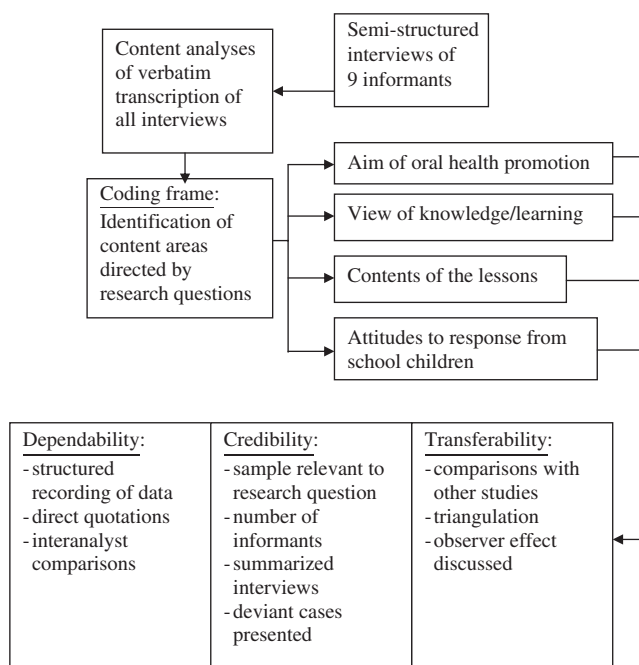 Semi-structured
interviews of
9 informants
Content analyses
of verbatim
transcription of
all interviews
Coding frame:
Identification of
content areas
directed by
research questions
Aim of oral health promotion
View of knowledge/learning
Contents of the lessons
Attitudes to response from
school children
Dependability:
- structured
recording of data
- direct quotations
- interanalyst
comparisons
Credibility:
- sample relevant to
research question
- number of
informants
- summarized
interviews
- deviant cases
presented
Transferability:
- comparisons with
other studies
- triangulation
- observer effect
discussed